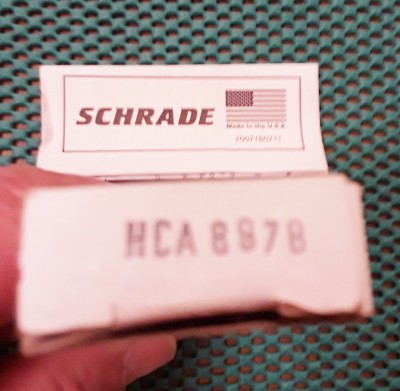 SCHRADE
Made in the U.S.A.
HCA 8978